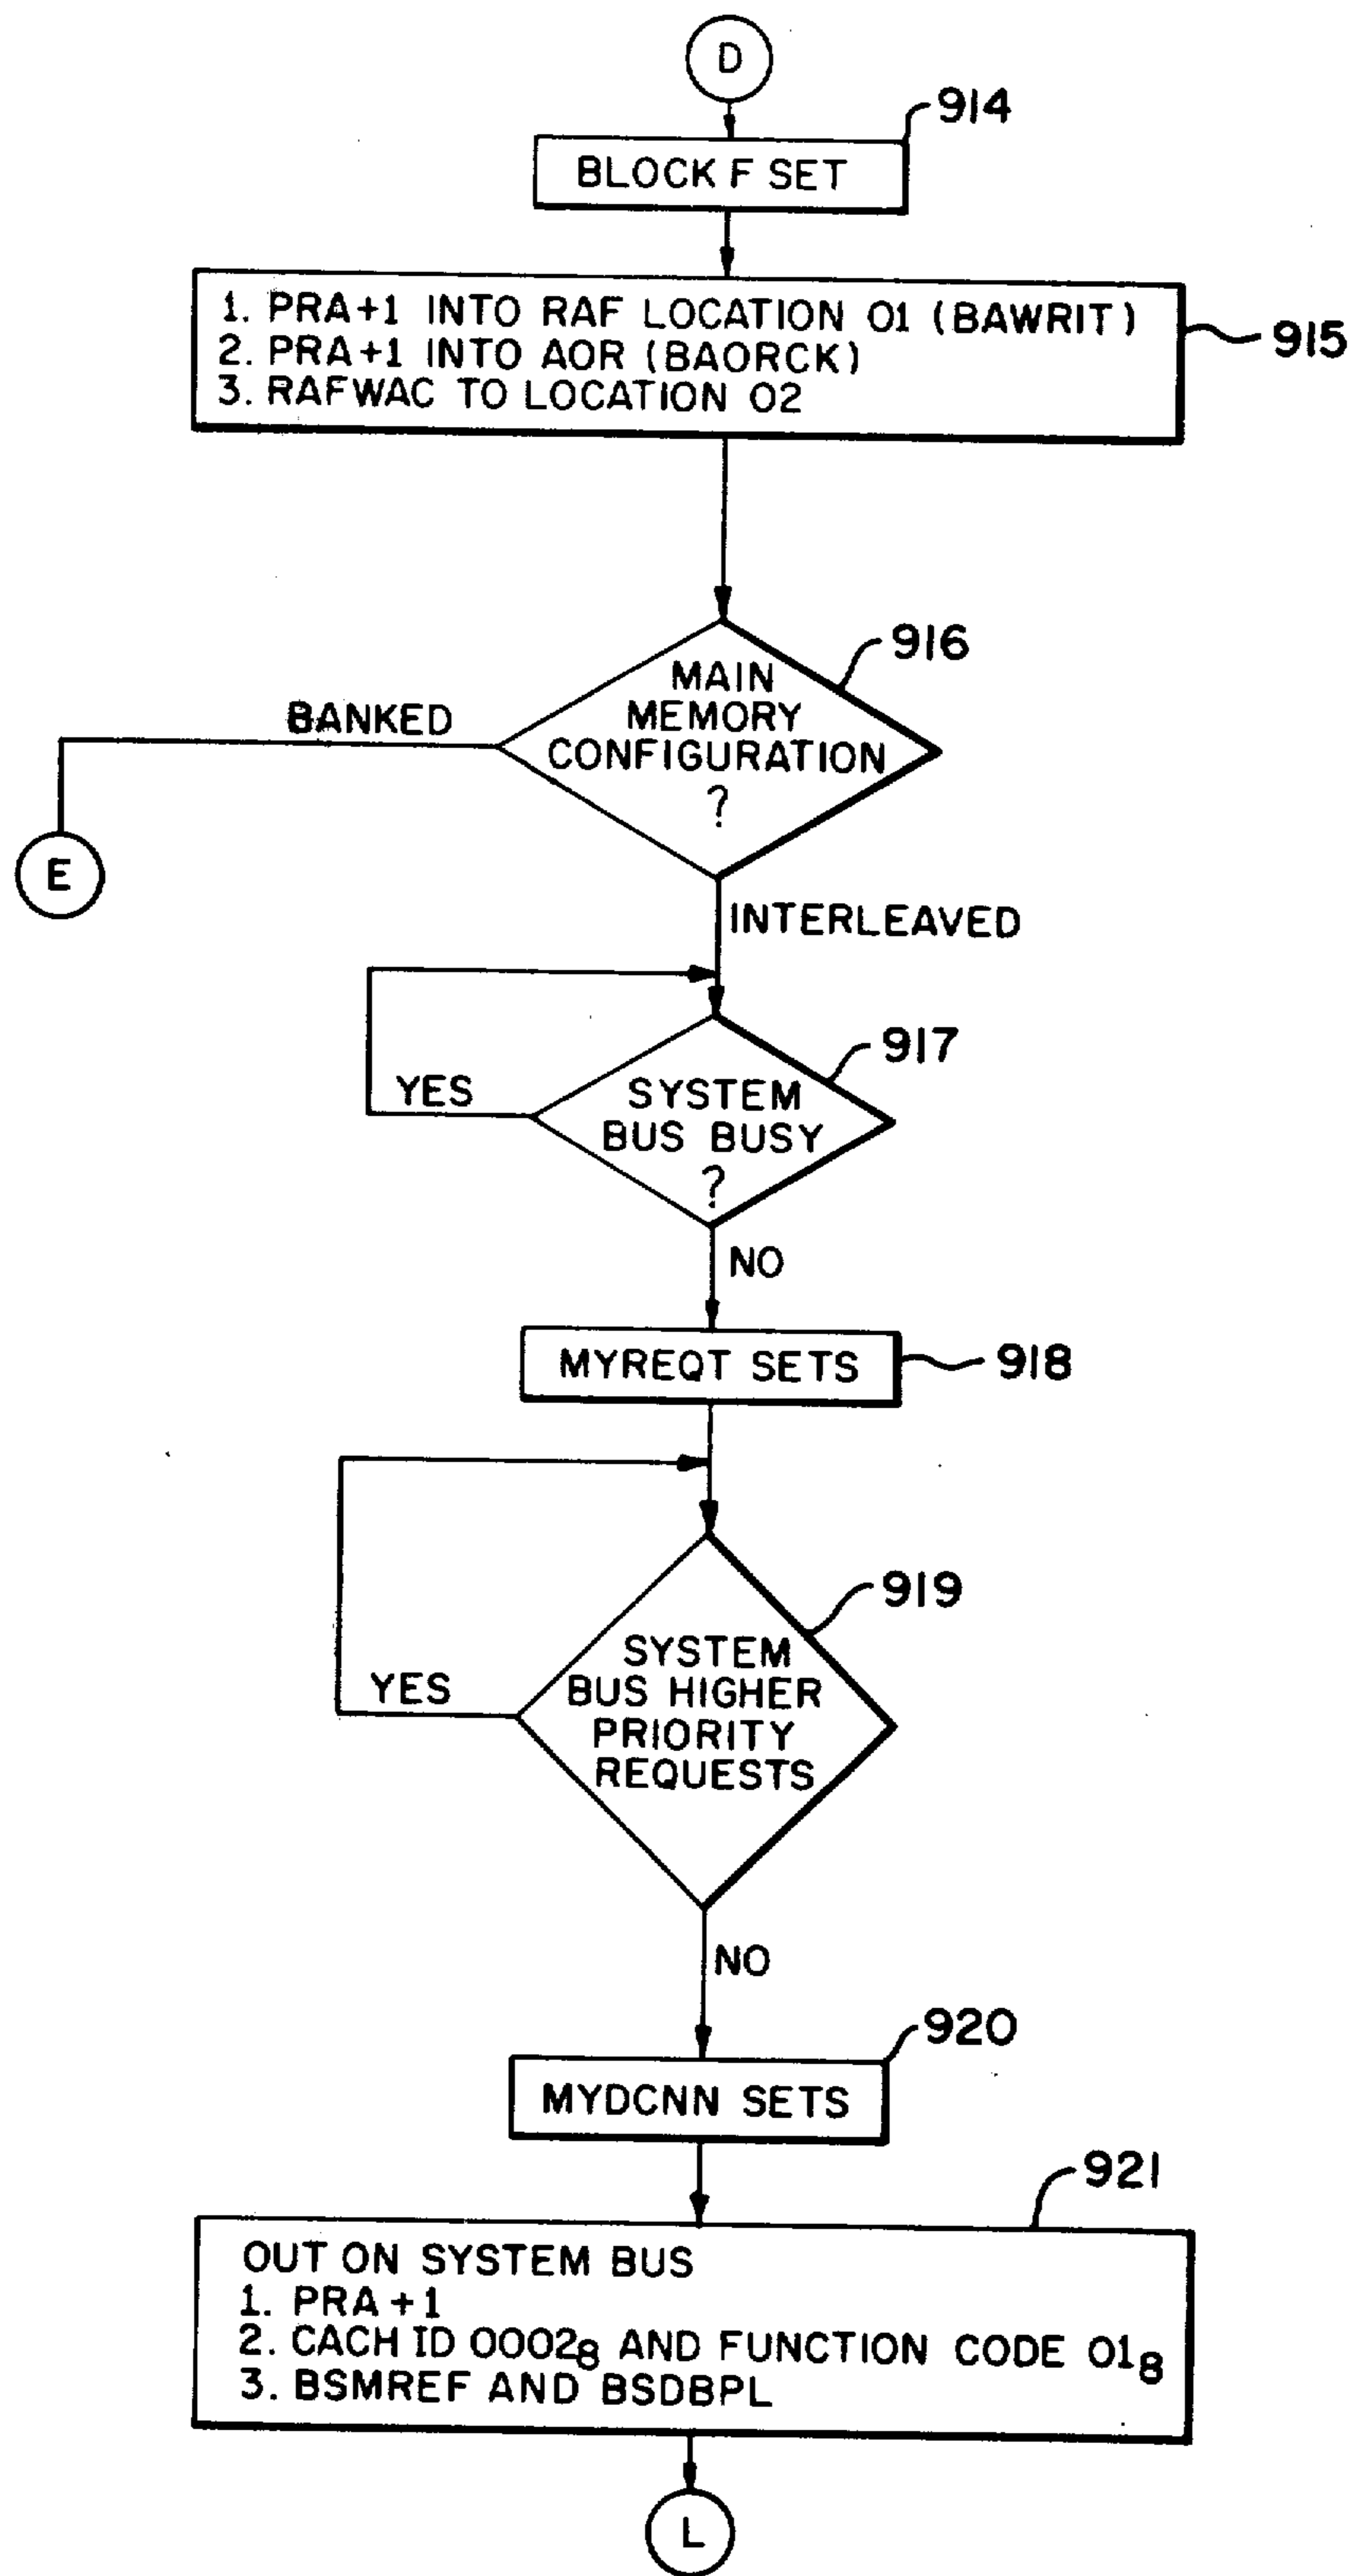 D
914
BLOCK F SET
1. PRA+1 INTO RAF LOCATION 01 (BAWRIT)
2. PRA+1 INTO AOR (BAORCK)
3. RAFWAC TO LOCATION 02
915
916
MAIN
MEMORY
CONFIGURATION
?
BANKED
E
INTERLEAVED
917
SYSTEM
BUS BUSY
?
YES
NO
MYREQT SETS
918
919
SYSTEM
BUS HIGHER
PRIORITY
REQUESTS
YES
NO
920
MYDCNN SETS
921
OUT ON SYSTEM BUS
1. PRA+1
2. CACH ID 0002₈ AND FUNCTION CODE 01₈
3. BSMREF AND BSDBPL
L